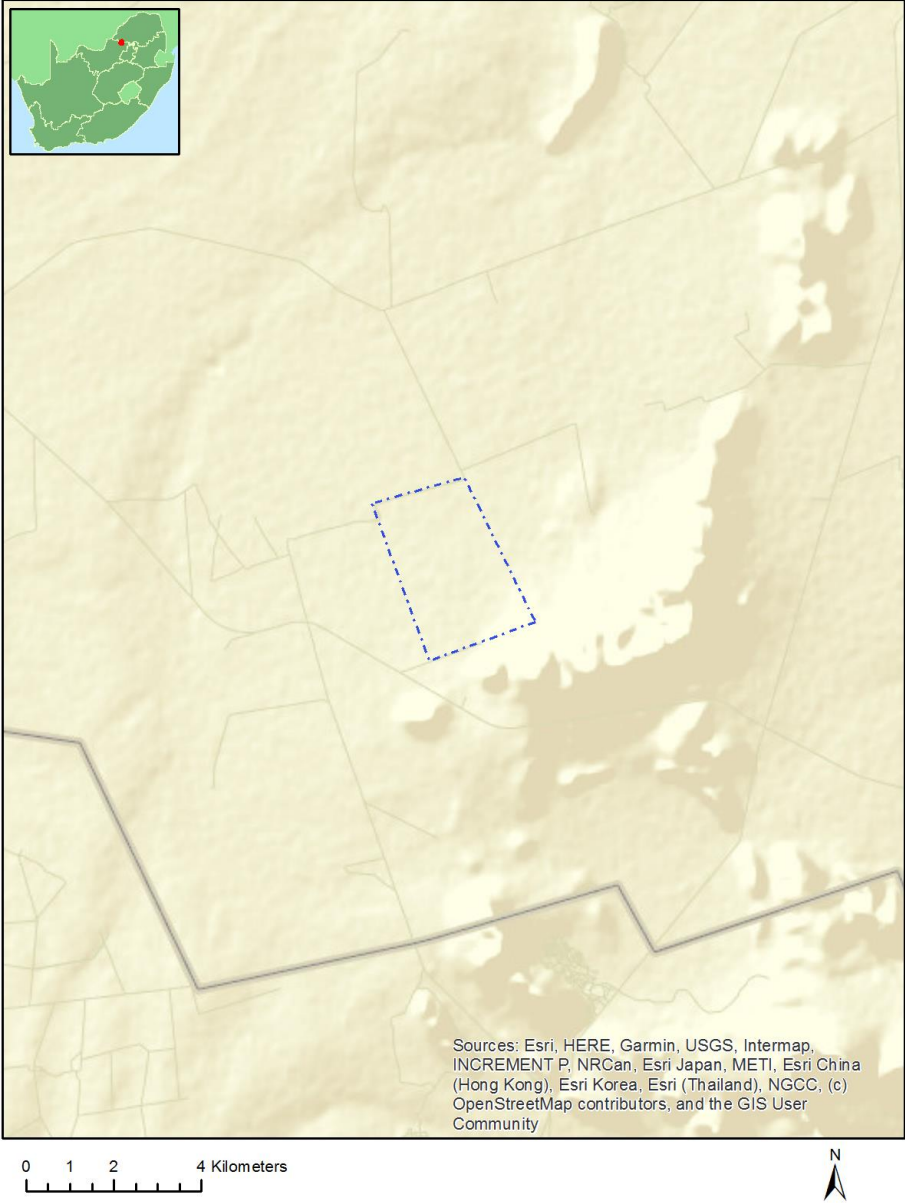 Sources: Esri, HERE, Garmin, USGS, Intermap,
INCREMENT P, NRCan, Esri Japan, METI, Esri China
(Hong Kong), Esri Korea, Esri (Thailand), NGCC, (c)
OpenStreetMap contributors, and the GIS User
Community
0 1 2 4 Kilometers
N